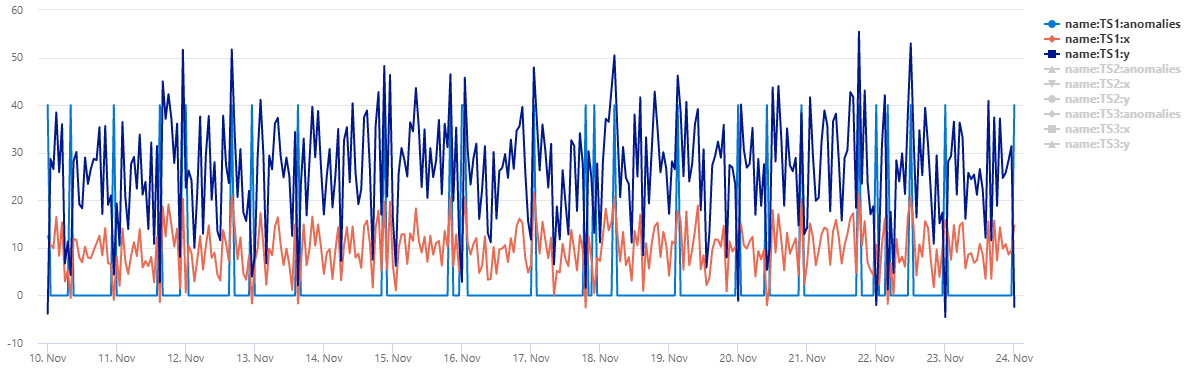 60
50
40
30
20
10
0
-10
10. Nov 11. Nov 12. Nov 13. Nov 14. Nov 15. Nov 16. Nov 17. Nov 18. Nov 19. Nov 20. Nov 21. Nov 22. Nov 23. Nov 24. Nov
name:TS1:anomalies
name:TS1:x
name:TS1:y
name:TS2:anomalies
name:TS2:x
name:TS2:y
name:TS3:anomalies
name:TS3:x
name:TS3:y